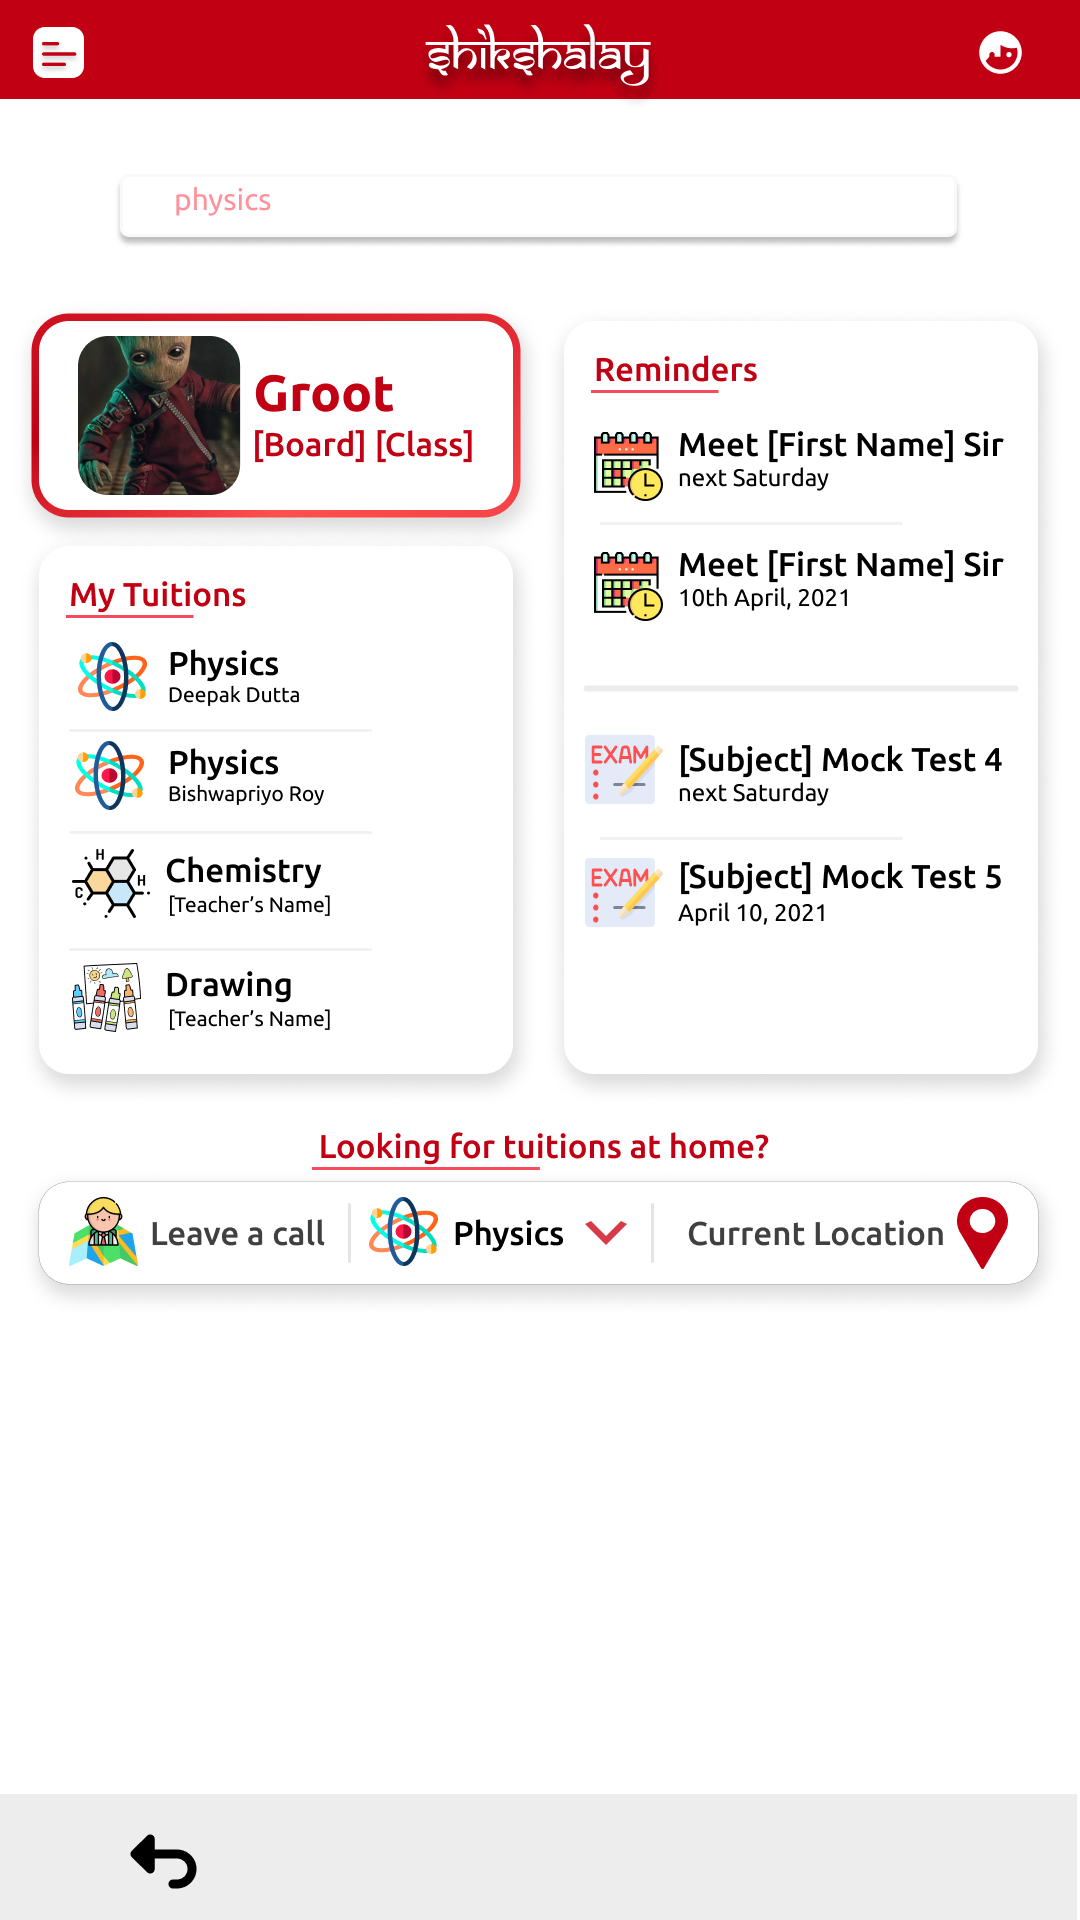 Shikshalay
physics
Groot
[Board] [Class]
My Tuitions
Physics
Deepak Dutta
Physics
Bishwapriyo Roy
H
H
C
Chemistry
[Teacher’s Name]
Drawing
[Teacher’s Name]
Reminders
Meet [First Name] Sir
next Saturday
Meet [First Name] Sir
10th April, 2021
EXAM
[Subject] Mock Test 4
next Saturday
EXAM
[Subject] Mock Test 5
April 10, 2021
Looking for tuitions at home?
Leave a call
Physics
Current Location